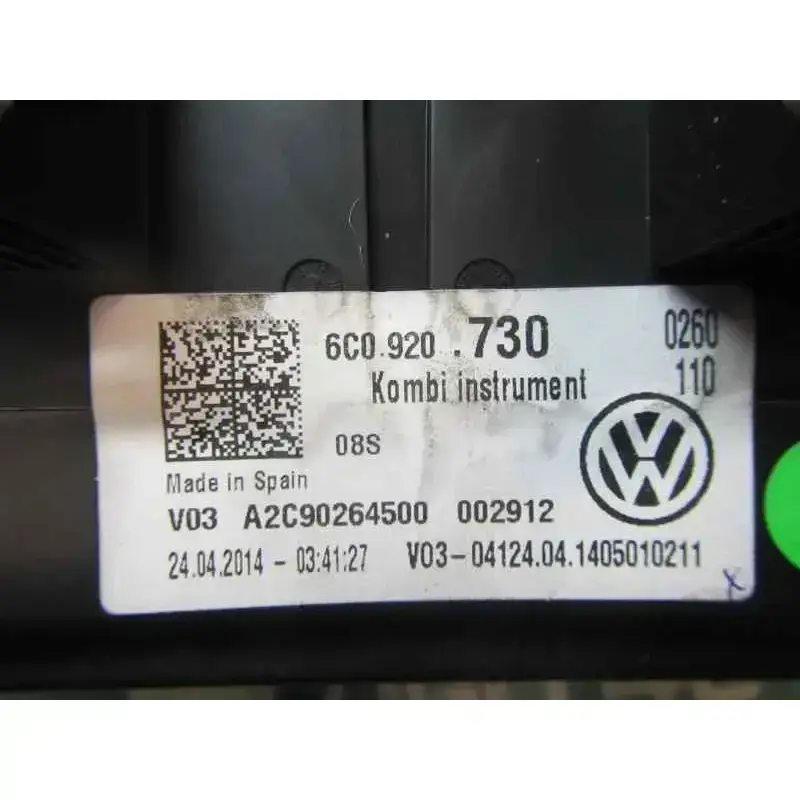 6C0.920 .730 0260
Kombi instrument 110
08S
Made in Spain
V03 A2C90264500 002912
24.04.2014 - 03:41:27 V03-04124.04.1405010211
X